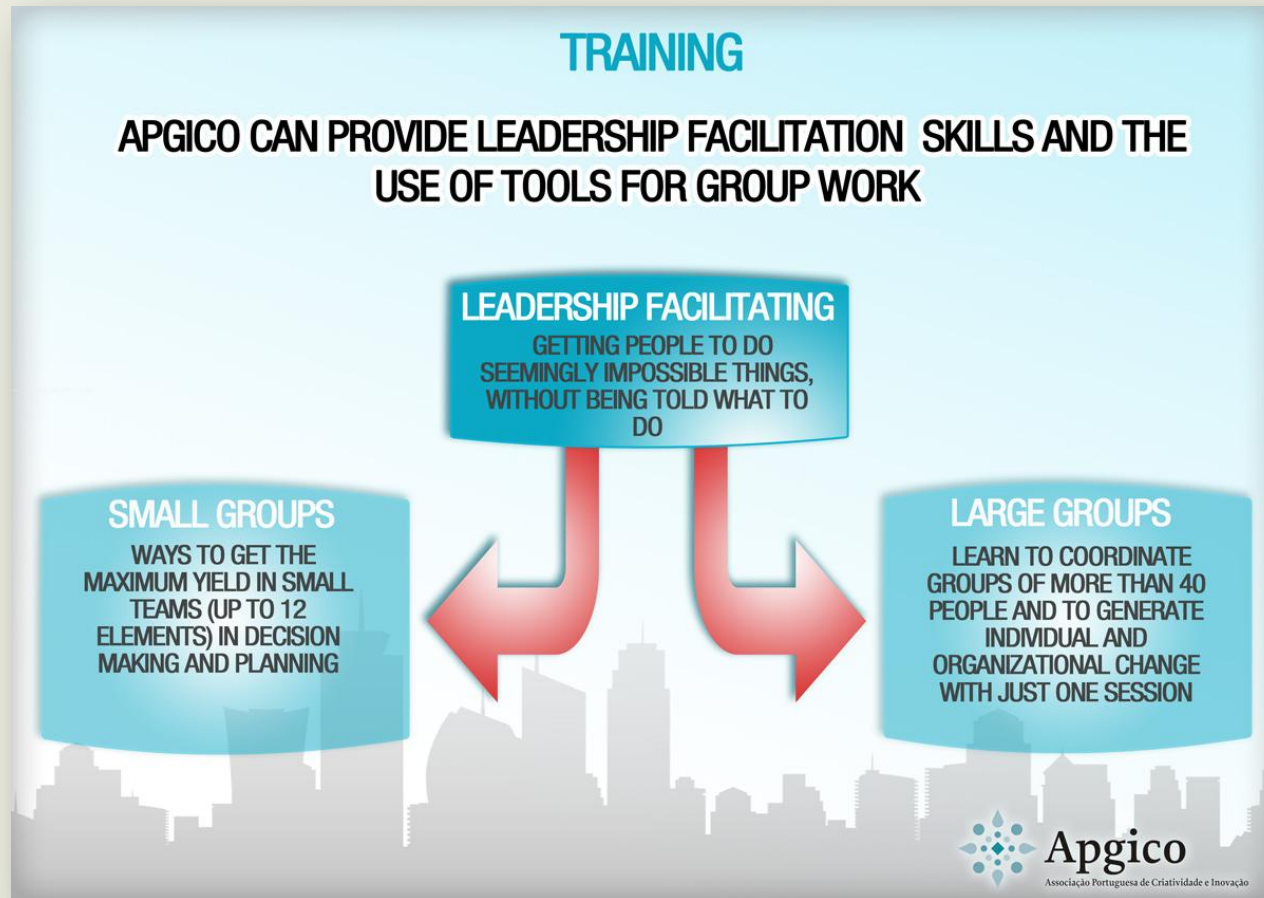 TRAINING
APGICO CAN PROVIDE LEADERSHIP FACILITATION SKILLS AND THE
USE OF TOOLS FOR GROUP WORK
LEADERSHIP FACILITATING
GETTING PEOPLE TO DO
SEEMINGLY IMPOSSIBLE THINGS,
WITHOUT BEING TOLD WHAT TO
DO
SMALL GROUPS
WAYS TO GET THE
MAXIMUM YIELD IN SMALL
TEAMS (UP TO 12
ELEMENTS) IN DECISION
MAKING AND PLANNING
LARGE GROUPS
LEARN TO COORDINATE
GROUPS OF MORE THAN 40
PEOPLE AND TO GENERATE
INDIVIDUAL AND
ORGANIZATIONAL CHANGE
WITH JUST ONE SESSION
Apgico
Associação Portuguesa de Criatividade e Inovação